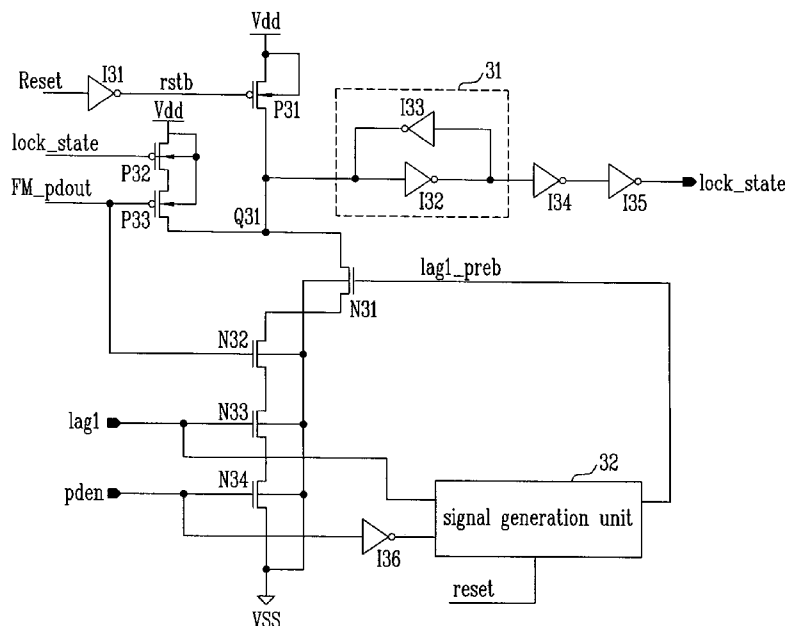 Vdd
31
Reset
I31
rstb
P31
I33
Vdd
lock_state
P32
I32
I34
I35
lock_state
FM_pdout
P33
Q31
lag1_preb
N31
N32
lag1
N33
32
pden
N34
signal generation unit
I36
reset
VSS